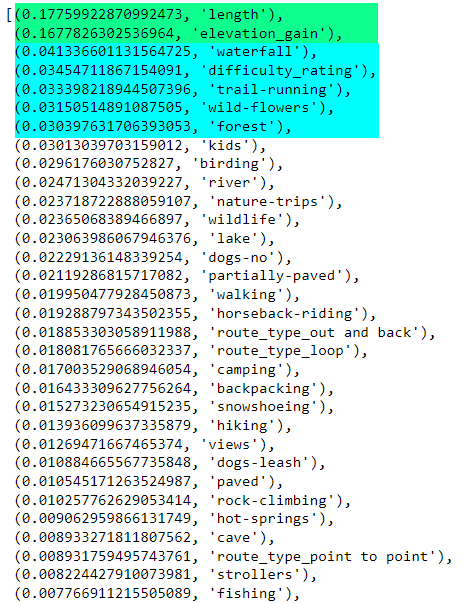 [(0.17759922870992473, 'length'),
(0.1677826302536964, 'elevation_gain'),
(0.041336601131564725, 'waterfall'),
(0.03454711867154091, 'difficulty_rating'),
(0.033398218944507396, 'trail-running'),
(0.03150514891087505, 'wild-flowers'),
(0.030397631706393053, 'forest'),
(0.03013039703159012, 'kids'),
(0.0296176030752827, 'birding'),
(0.02471304332039227, 'river'),
(0.023718722888059107, 'nature-trips'),
(0.02365068389466897, 'wildlife'),
(0.023063986067946376, 'lake'),
(0.02229136148339254, 'dogs-no'),
(0.02119286815717082, 'partially-paved'),
(0.019950477928450873, 'walking'),
(0.019288797343502355, 'horseback-riding'),
(0.018853303058911988, 'route_type_out and back'),
(0.018081765666032337, 'route_type_loop'),
(0.017003529068946054, 'camping'),
(0.016433309627756264, 'backpacking'),
(0.015273230654915235, 'snowshoeing'),
(0.013936099637335879, 'hiking'),
(0.01269471667465374, 'views'),
(0.010884665567735848, 'dogs-leash'),
(0.010545171263524987, 'paved'),
(0.010257762629053414, 'rock-climbing'),
(0.009062959866131749, 'hot-springs'),
(0.008933271811807562, 'cave'),
(0.008931759495743761, 'route_type_point to point'),
(0.008224427910073981, 'strollers'),
(0.007766911215505089, 'fishing'),